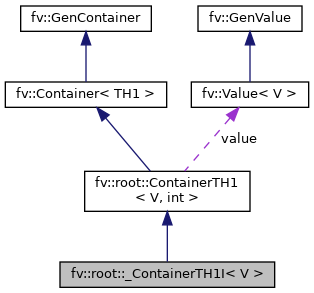 fv::GenContainer
fv::GenValue
fv::Container< TH1 >
fv::Value< V >
value
fv::root::ContainerTH1
< V, int >
fv::root::_ContainerTH1I< V >